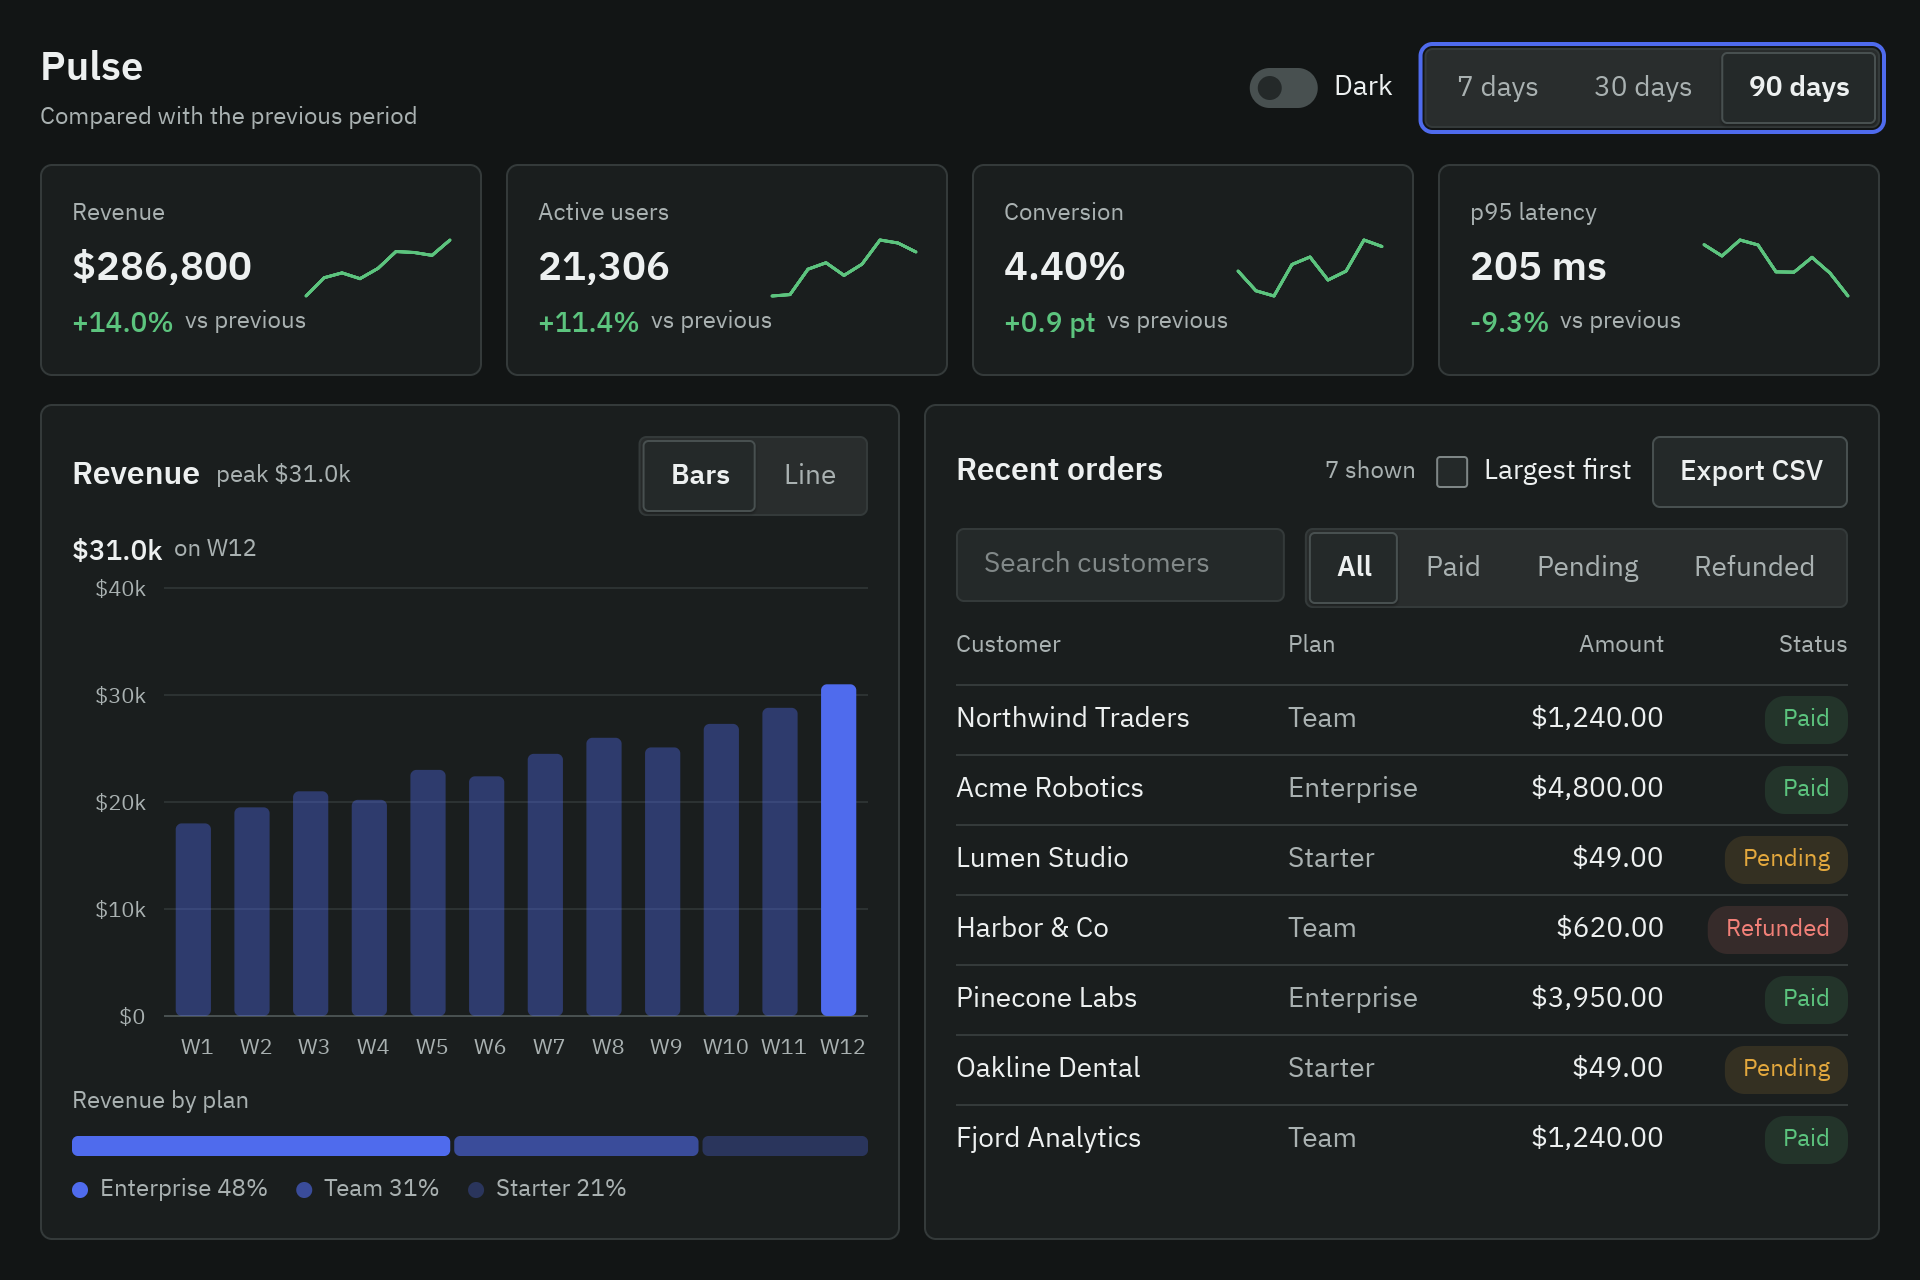 Pulse
Compared with the previous period
Dark
7 days
30 days
90 days
Revenue
$286,800
+14.0% vs previous
Active users
21,306
+11.4% vs previous
Conversion
4.40%
+0.9 pt vs previous
p95 latency
205 ms
-9.3% vs previous
Revenue peak $31.0k
Bars
Line
$31.0k on W12
$40k
$30k
$20k
$10k
$0
W1 W2 W3 W4 W5 W6 W7 W8 W9 W10 W11 W12
Revenue by plan
Enterprise 48% Team 31% Starter 21%
Recent orders
7 shown
Largest first
Export CSV
Search customers
All
Paid
Pending
Refunded
Customer Plan Amount Status
Northwind Traders Team $1,240.00 Paid
Acme Robotics Enterprise $4,800.00 Paid
Lumen Studio Starter $49.00 Pending
Harbor & Co Team $620.00 Refunded
Pinecone Labs Enterprise $3,950.00 Paid
Oakline Dental Starter $49.00 Pending
Fjord Analytics Team $1,240.00 Paid